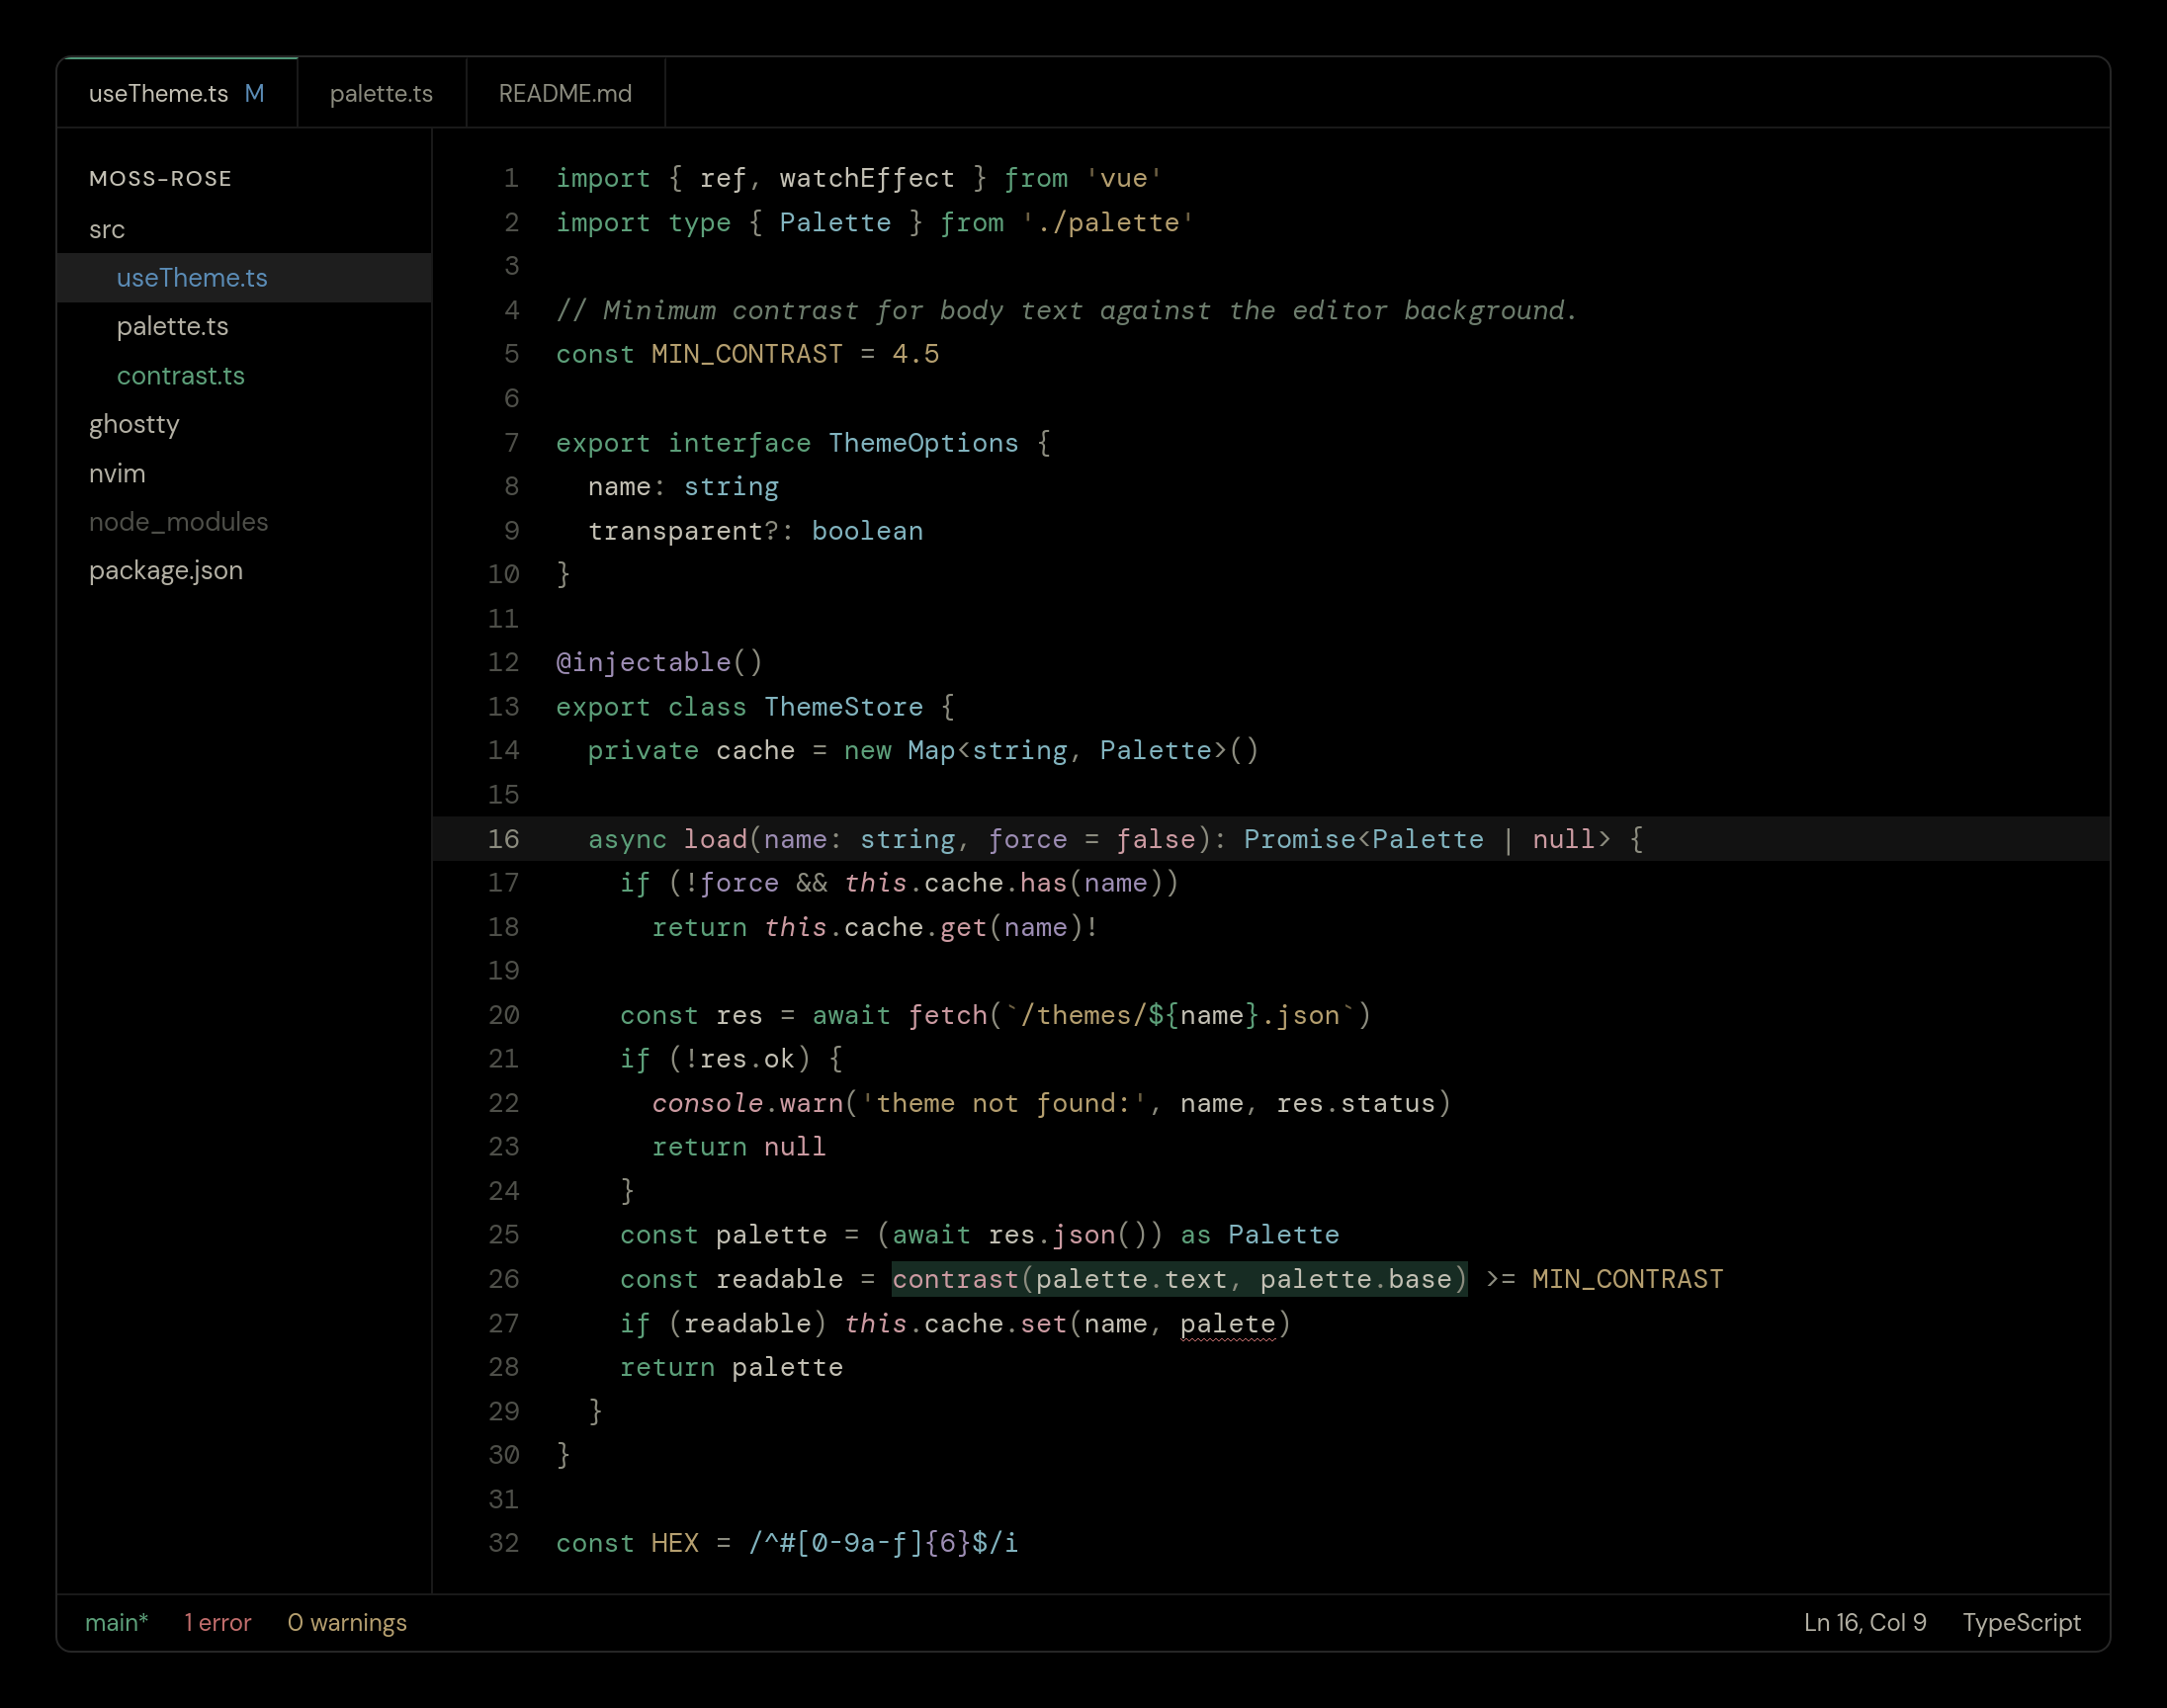 useTheme.ts M palette.ts README.md
MOSS-ROSE
src
useTheme.ts
palette.ts
contrast.ts
ghostty
nvim
node_modules
package.json
1 import { ref, watchEffect } from 'vue'
2 import type { Palette } from './palette'
3
4 // Minimum contrast for body text against the editor background.
5 const MIN_CONTRAST = 4.5
6
7 export interface ThemeOptions {
8   name: string
9   transparent?: boolean
10 }
11
12 @injectable()
13 export class ThemeStore {
14   private cache = new Map<string, Palette>()
15
16   async load(name: string, force = false): Promise<Palette | null> {
17     if (!force && this.cache.has(name))
18       return this.cache.get(name)!
19
20     const res = await fetch(`/themes/${name}.json`)
21     if (!res.ok) {
22       console.warn('theme not found:', name, res.status)
23       return null
24     }
25     const palette = (await res.json()) as Palette
26     const readable = contrast(palette.text, palette.base) >= MIN_CONTRAST
27     if (readable) this.cache.set(name, palete)
28     return palette
29   }
30 }
31
32 const HEX = /^#[0-9a-f]{6}$/i
main* 1 error 0 warnings Ln 16, Col 9 TypeScript